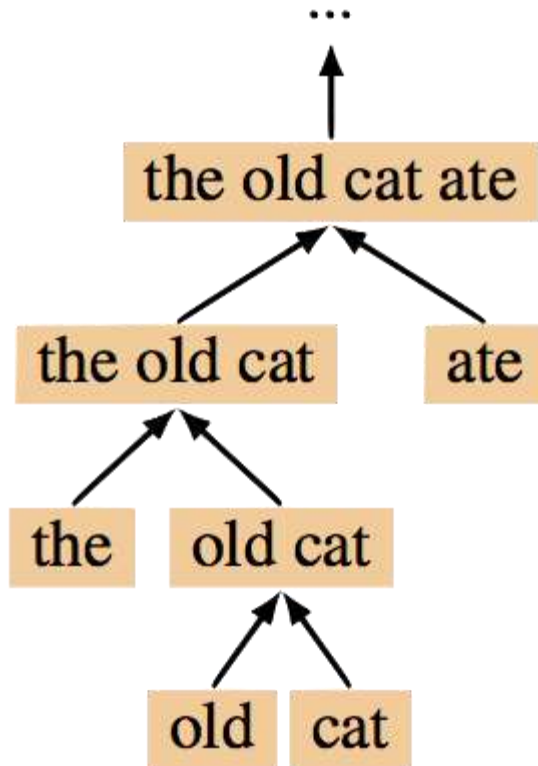 ...
the old cat ate
the old cat
ate
the
old cat
old
cat